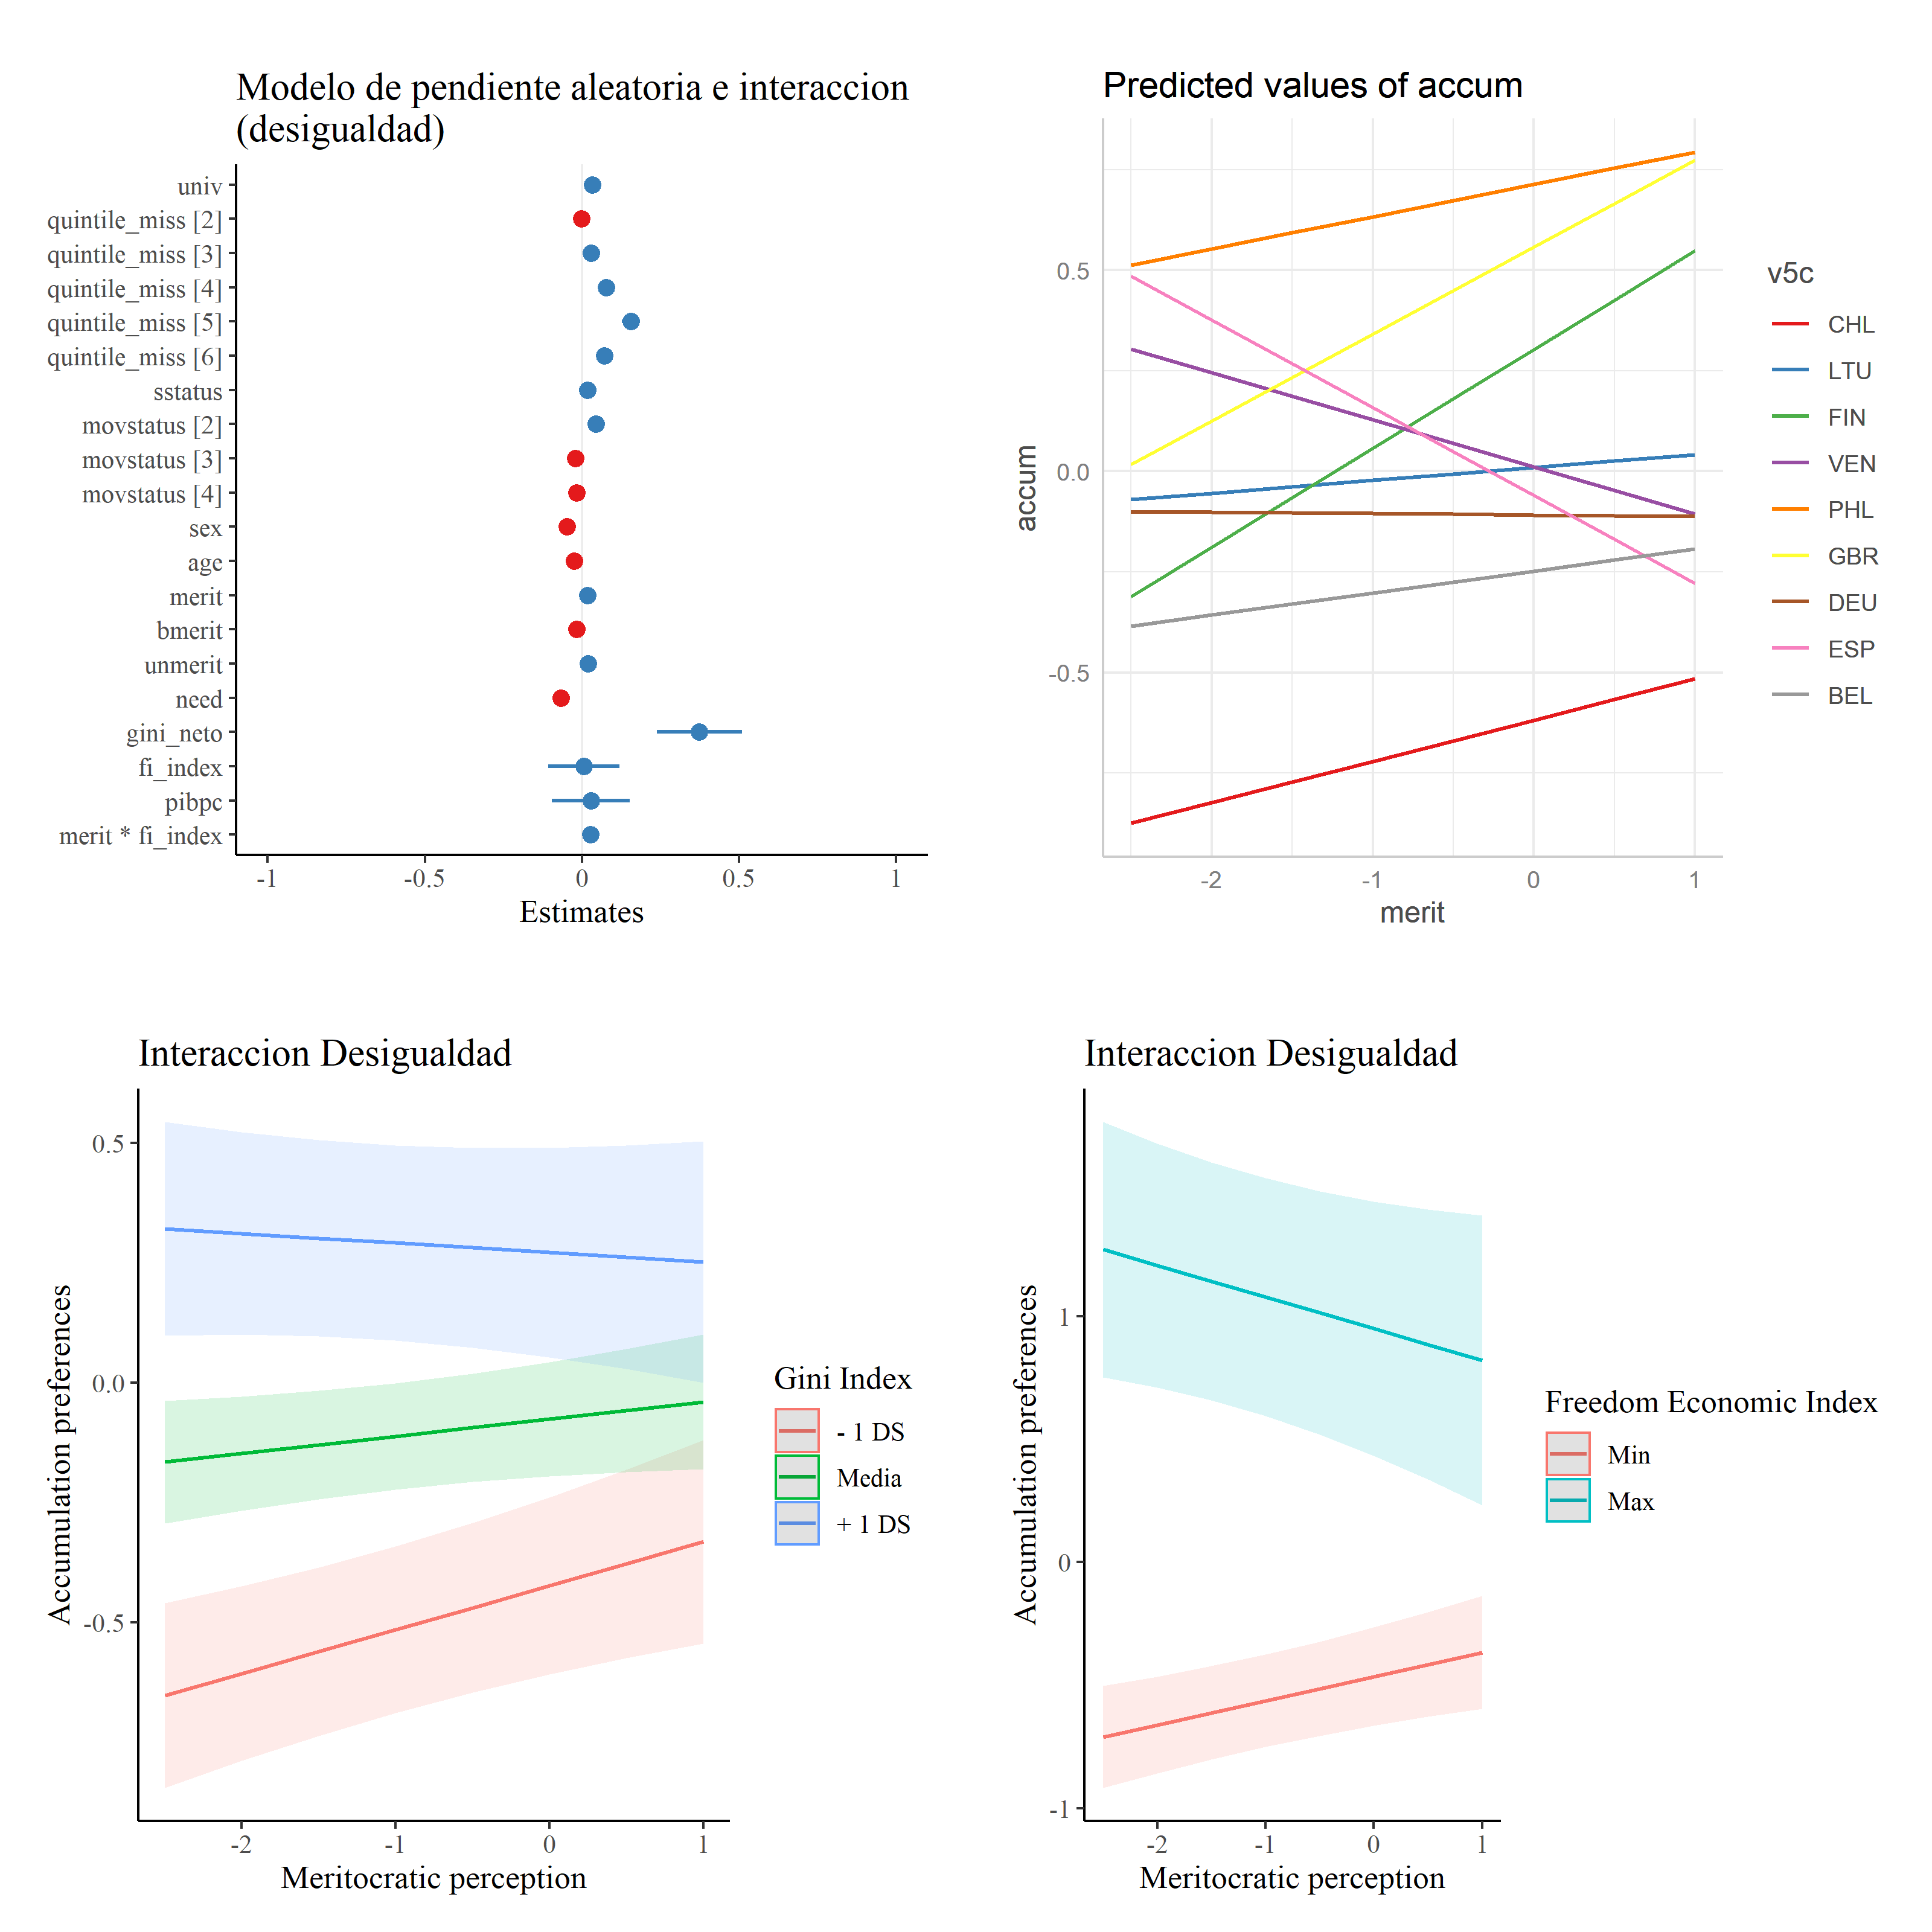 Modelo de pendiente aleatoria e interaccion
(desigualdad)
univ
quintile_miss [2]
quintile_miss [3]
quintile_miss [4]
quintile_miss [5]
quintile_miss [6]
sstatus
movstatus [2]
movstatus [3]
movstatus [4]
sex
age
merit
bmerit
unmerit
need
gini_neto
fi_index
pibpc
merit * fi_index
-1 -0.5 0 0.5 1
Estimates
Predicted values of accum
accum
0.5
0.0
-0.5
-2 -1 0 1
merit
v5c
CHL
LTU
FIN
VEN
PHL
GBR
DEU
ESP
BEL
Interaccion Desigualdad
Accumulation preferences
0.5
0.0
-0.5
-2 -1 0 1
Meritocratic perception
Gini Index
- 1 DS
Media
+ 1 DS
Interaccion Desigualdad
Accumulation preferences
1
0
-1
-2 -1 0 1
Meritocratic perception
Freedom Economic Index
Min
Max